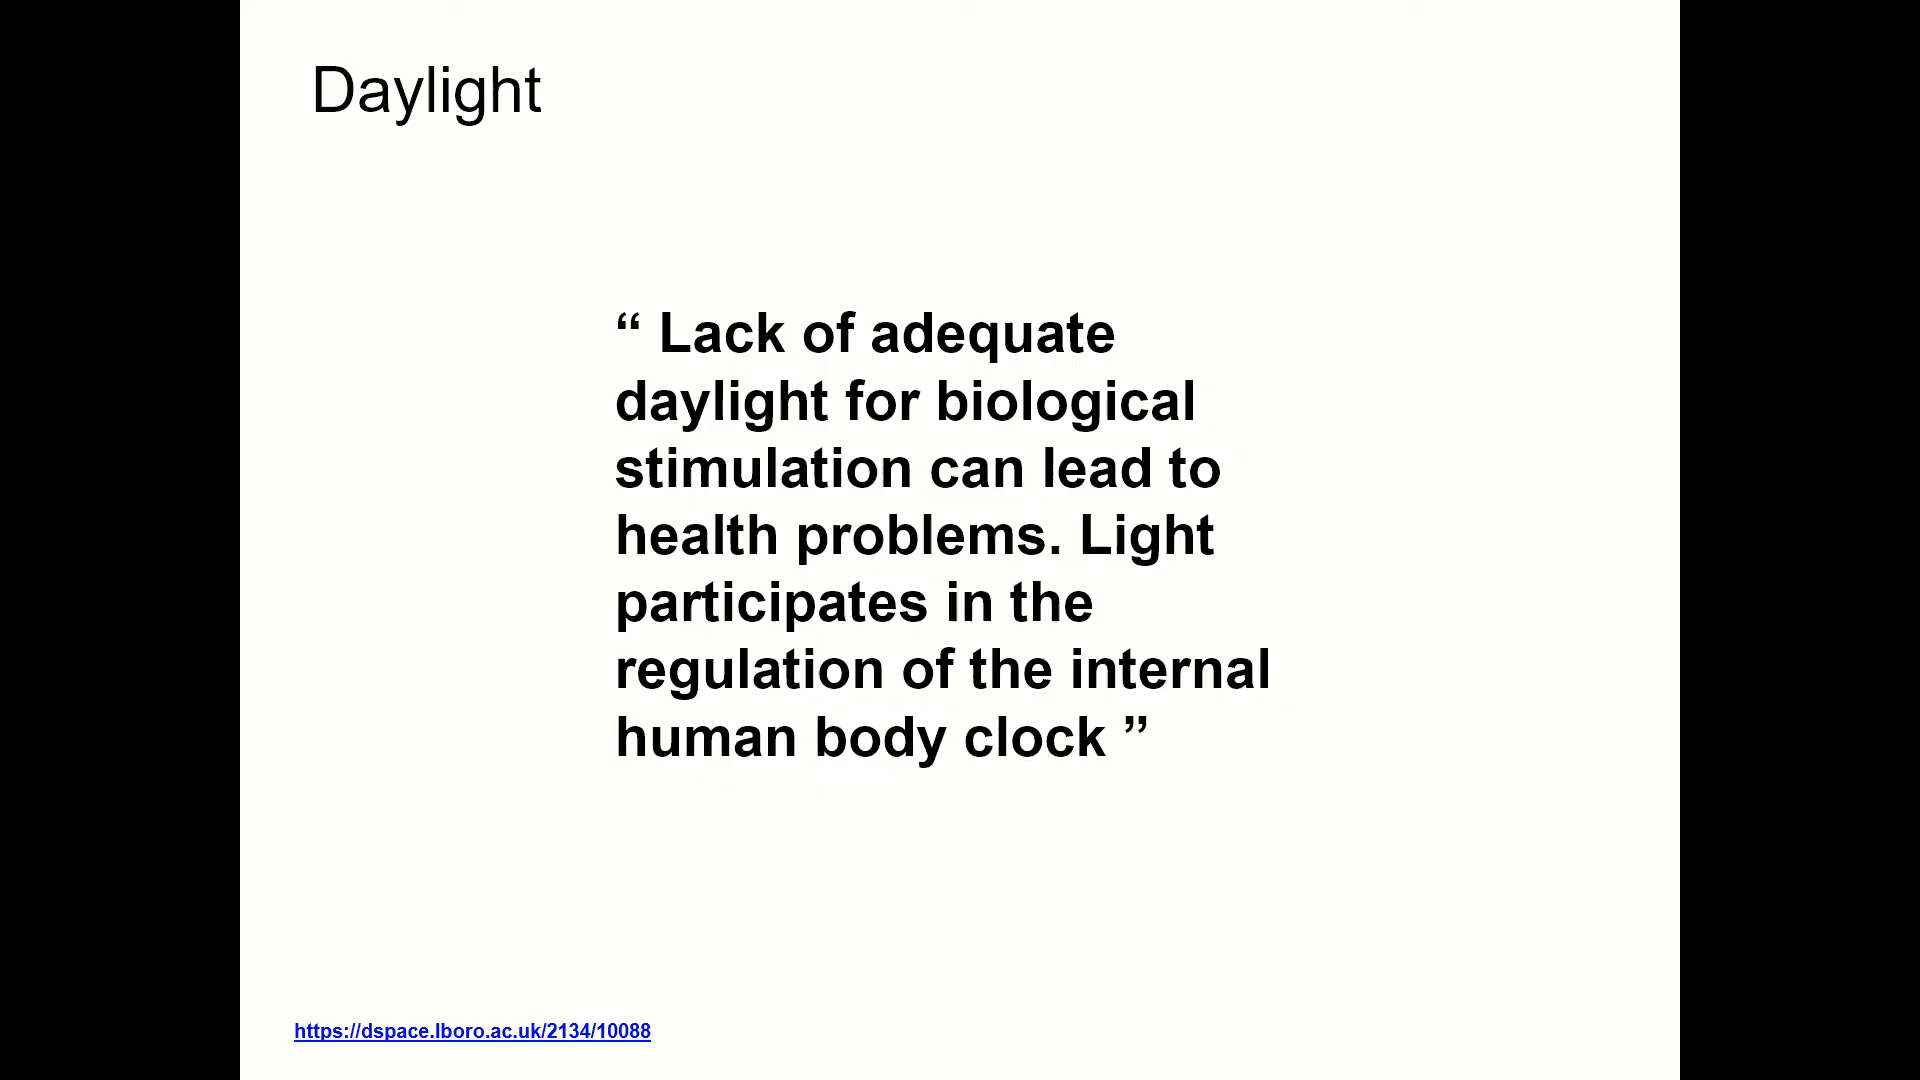 Daylight
“ Lack of adequate
daylight for biological
stimulation can lead to
health problems. Light
participates in the
regulation of the internal
human body clock ”
https://dspace.lboro.ac.uk/2134/10088